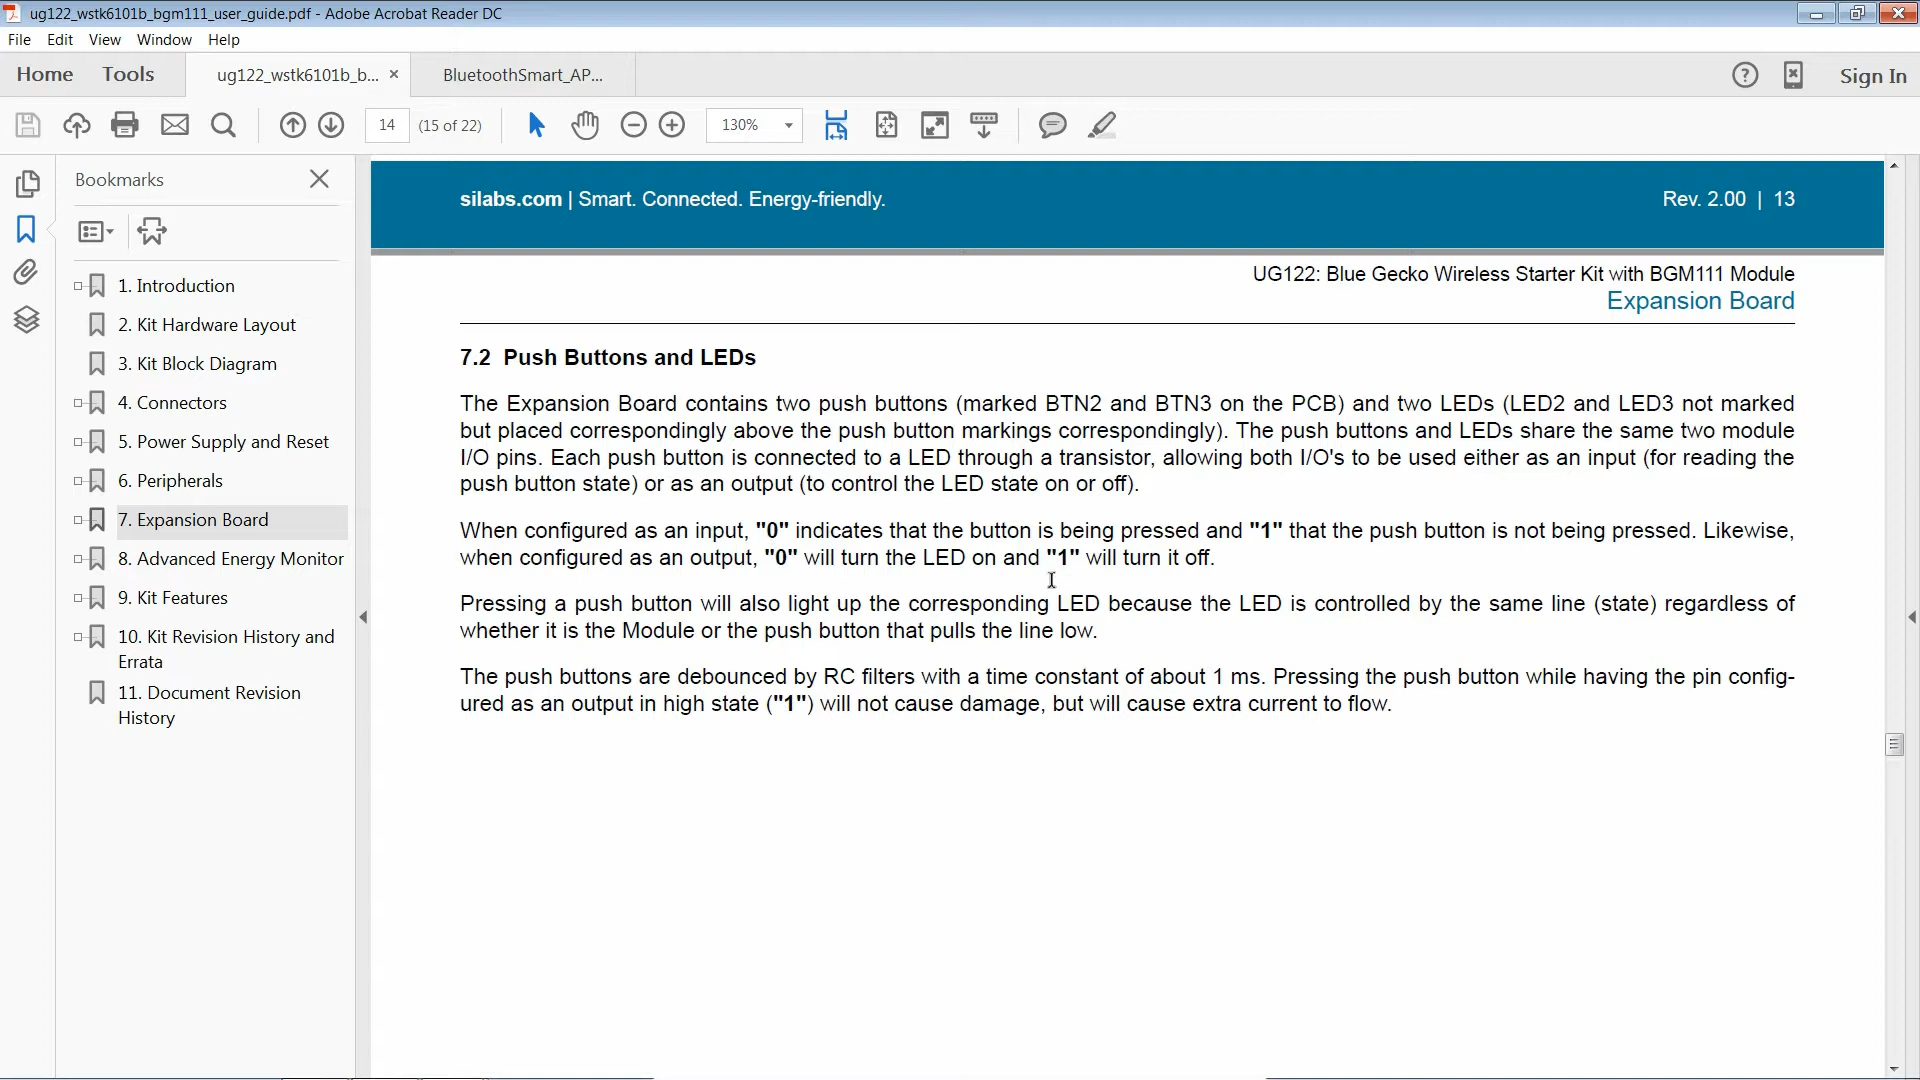 ug122_wstk6101b_bgm111_user_guide.pdf - Adobe Acrobat Reader DC
File Edit View Window Help
Home Tools ug122_wstk6101b_b... × BluetoothSmart_AP... Sign In
14 (15 of 22) 130%
Bookmarks
1. Introduction
2. Kit Hardware Layout
3. Kit Block Diagram
4. Connectors
5. Power Supply and Reset
6. Peripherals
7. Expansion Board
8. Advanced Energy Monitor
9. Kit Features
10. Kit Revision History and
Errata
11. Document Revision
History
silabs.com | Smart. Connected. Energy-friendly. Rev. 2.00 | 13
UG122: Blue Gecko Wireless Starter Kit with BGM111 Module
Expansion Board
7.2 Push Buttons and LEDs
The Expansion Board contains two push buttons (marked BTN2 and BTN3 on the PCB) and two LEDs (LED2 and LED3 not marked
but placed correspondingly above the push button markings correspondingly). The push buttons and LEDs share the same two module
I/O pins. Each push button is connected to a LED through a transistor, allowing both I/O's to be used either as an input (for reading the
push button state) or as an output (to control the LED state on or off).
When configured as an input, "0" indicates that the button is being pressed and "1" that the push button is not being pressed. Likewise,
when configured as an output, "0" will turn the LED on and "1" will turn it off.
Pressing a push button will also light up the corresponding LED because the LED is controlled by the same line (state) regardless of
whether it is the Module or the push button that pulls the line low.
The push buttons are debounced by RC filters with a time constant of about 1 ms. Pressing the push button while having the pin config-
ured as an output in high state ("1") will not cause damage, but will cause extra current to flow.